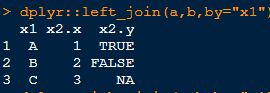 > dplyr::left_join(a,b,by="x1")
  x1 x2.x  x2.y
1  A    1  TRUE
2  B    2 FALSE
3  C    3    NA